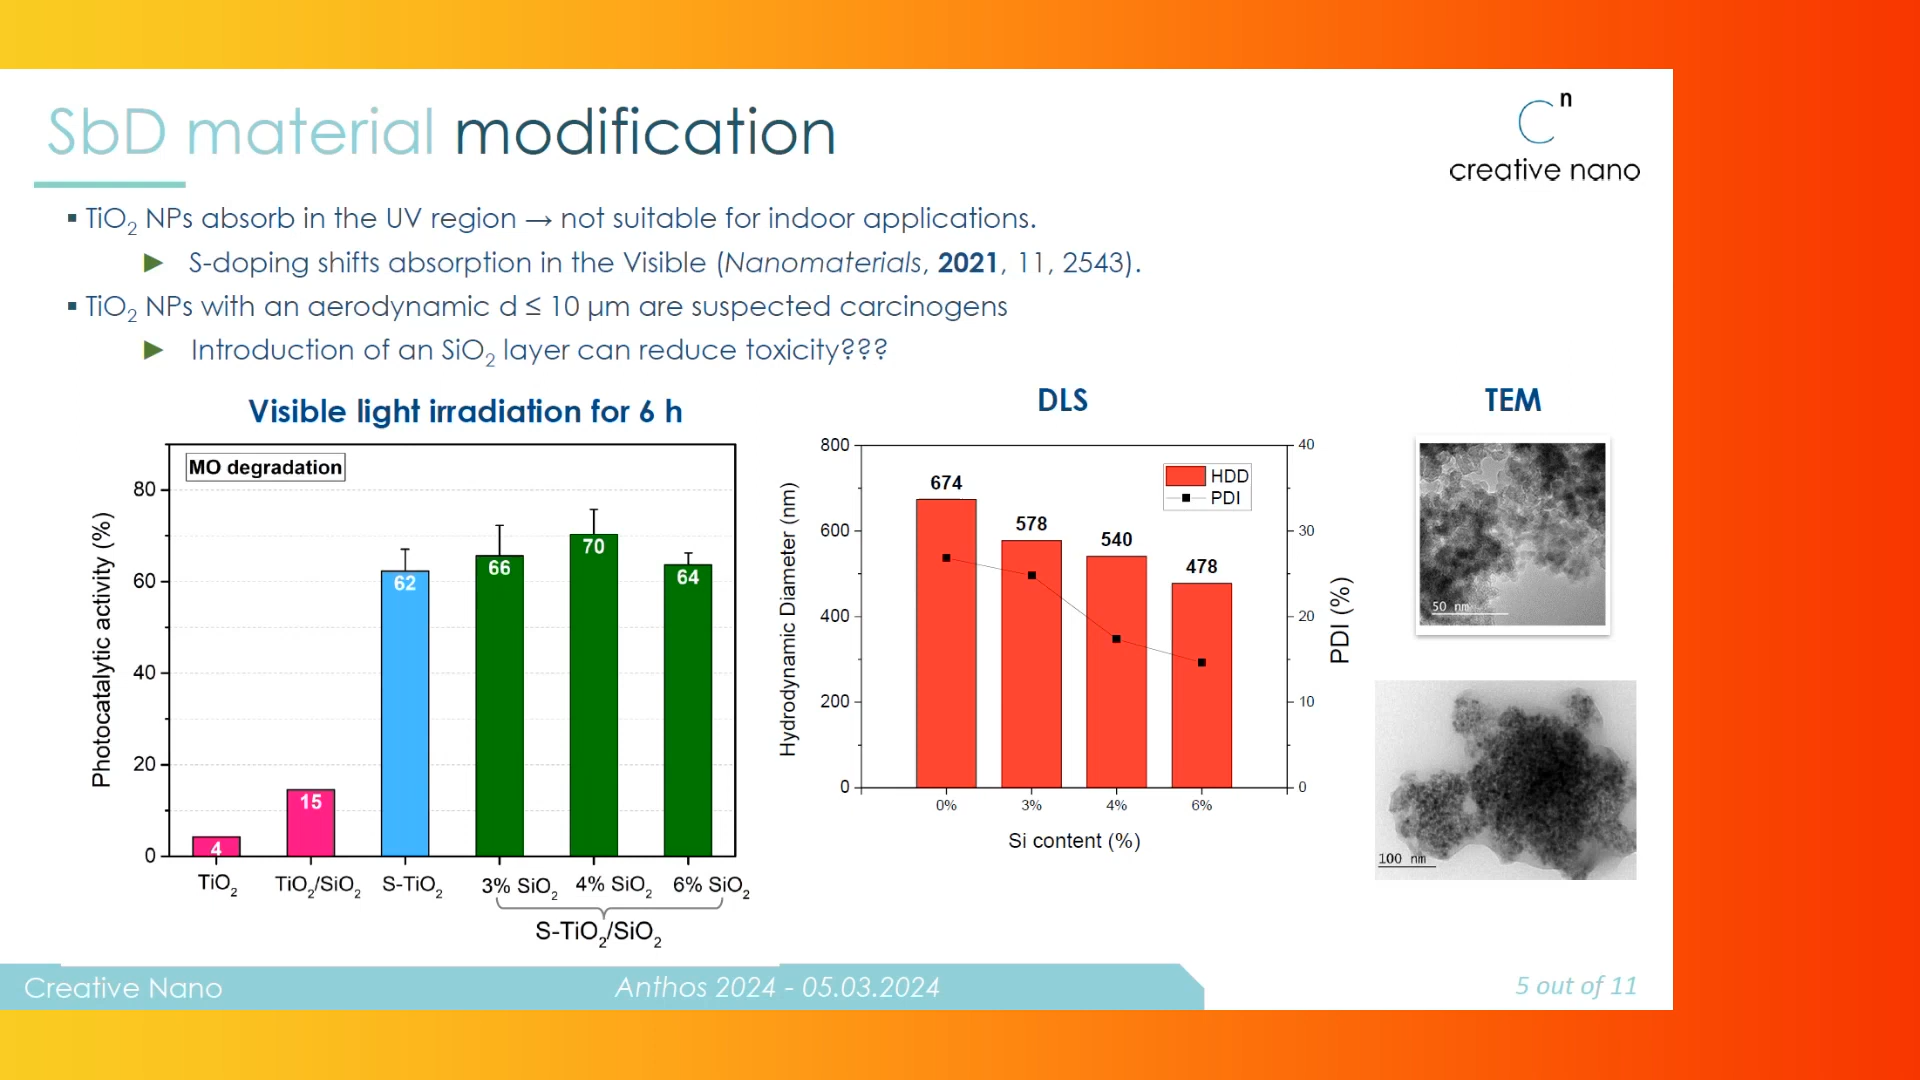 SbD material modification
C n
creative nano
▪ TiO2 NPs absorb in the UV region → not suitable for indoor applications.
► S-doping shifts absorption in the Visible (Nanomaterials, 2021, 11, 2543).
▪ TiO2 NPs with an aerodynamic d ≤ 10 µm are suspected carcinogens
► Introduction of an SiO2 layer can reduce toxicity???
Visible light irradiation for 6 h
MO degradation
Photocatalytic activity (%)
80
60
40
20
0
4
15
62
66
70
64
TiO2
TiO2/SiO2
S-TiO2
3% SiO2
4% SiO2
6% SiO2
S-TiO2/SiO2
DLS
Hydrodynamic Diameter (nm)
800
600
400
200
0
674
578
540
478
HDD
PDI
40
30
20
10
0
PDI (%)
0%
3%
4%
6%
Si content (%)
TEM
50 nm
100 nm
Creative Nano
Anthos 2024 - 05.03.2024
5 out of 11